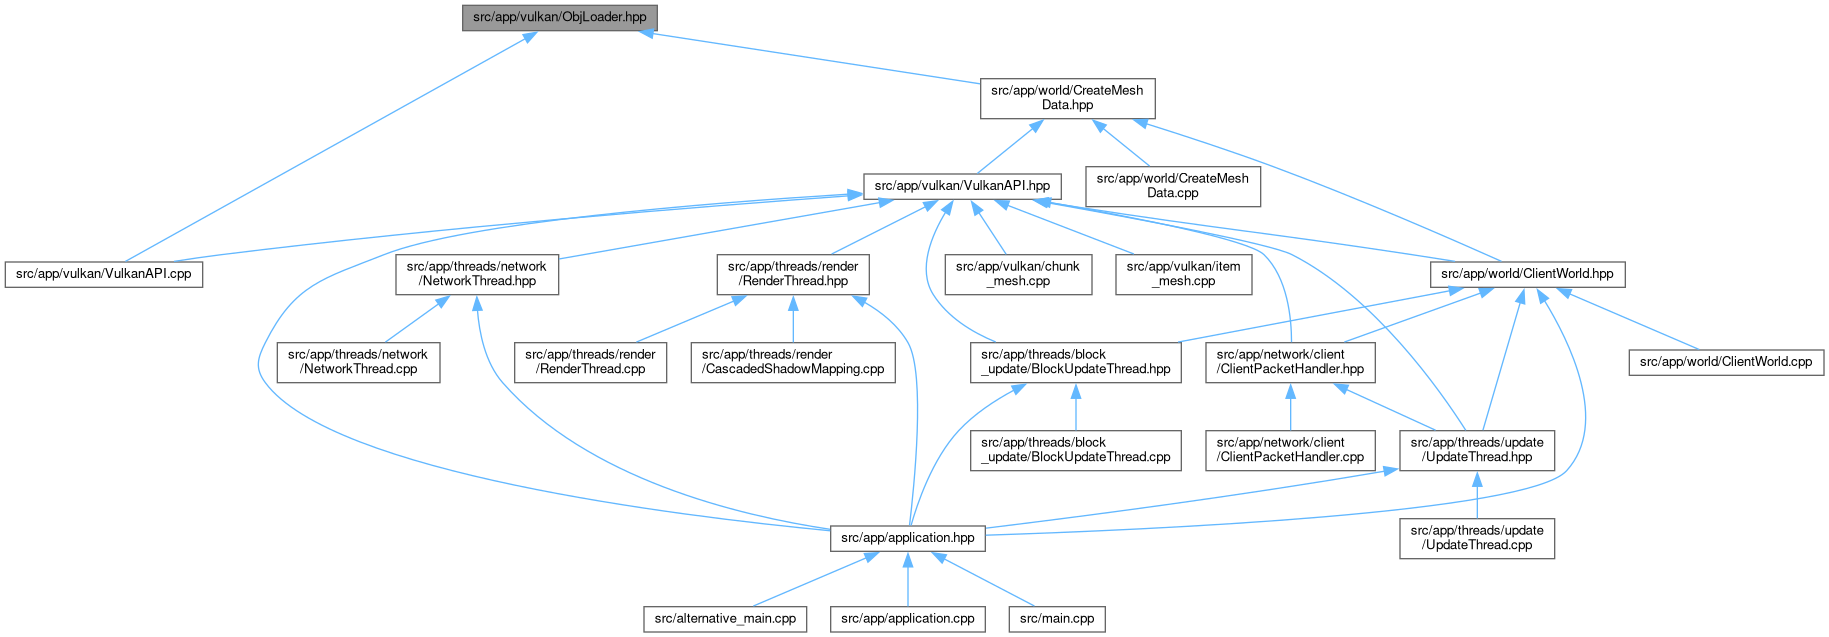 src/app/vulkan/ObjLoader.hpp
src/app/world/CreateMesh
Data.hpp
src/app/vulkan/VulkanAPI.hpp
src/app/world/CreateMesh
Data.cpp
src/app/vulkan/VulkanAPI.cpp
src/app/threads/network
/NetworkThread.hpp
src/app/threads/render
/RenderThread.hpp
src/app/vulkan/chunk
_mesh.cpp
src/app/vulkan/item
_mesh.cpp
src/app/world/ClientWorld.hpp
src/app/threads/network
/NetworkThread.cpp
src/app/threads/render
/RenderThread.cpp
src/app/threads/render
/CascadedShadowMapping.cpp
src/app/threads/block
_update/BlockUpdateThread.hpp
src/app/network/client
/ClientPacketHandler.hpp
src/app/world/ClientWorld.cpp
src/app/threads/block
_update/BlockUpdateThread.cpp
src/app/network/client
/ClientPacketHandler.cpp
src/app/threads/update
/UpdateThread.hpp
src/app/application.hpp
src/app/threads/update
/UpdateThread.cpp
src/alternative_main.cpp
src/app/application.cpp
src/main.cpp